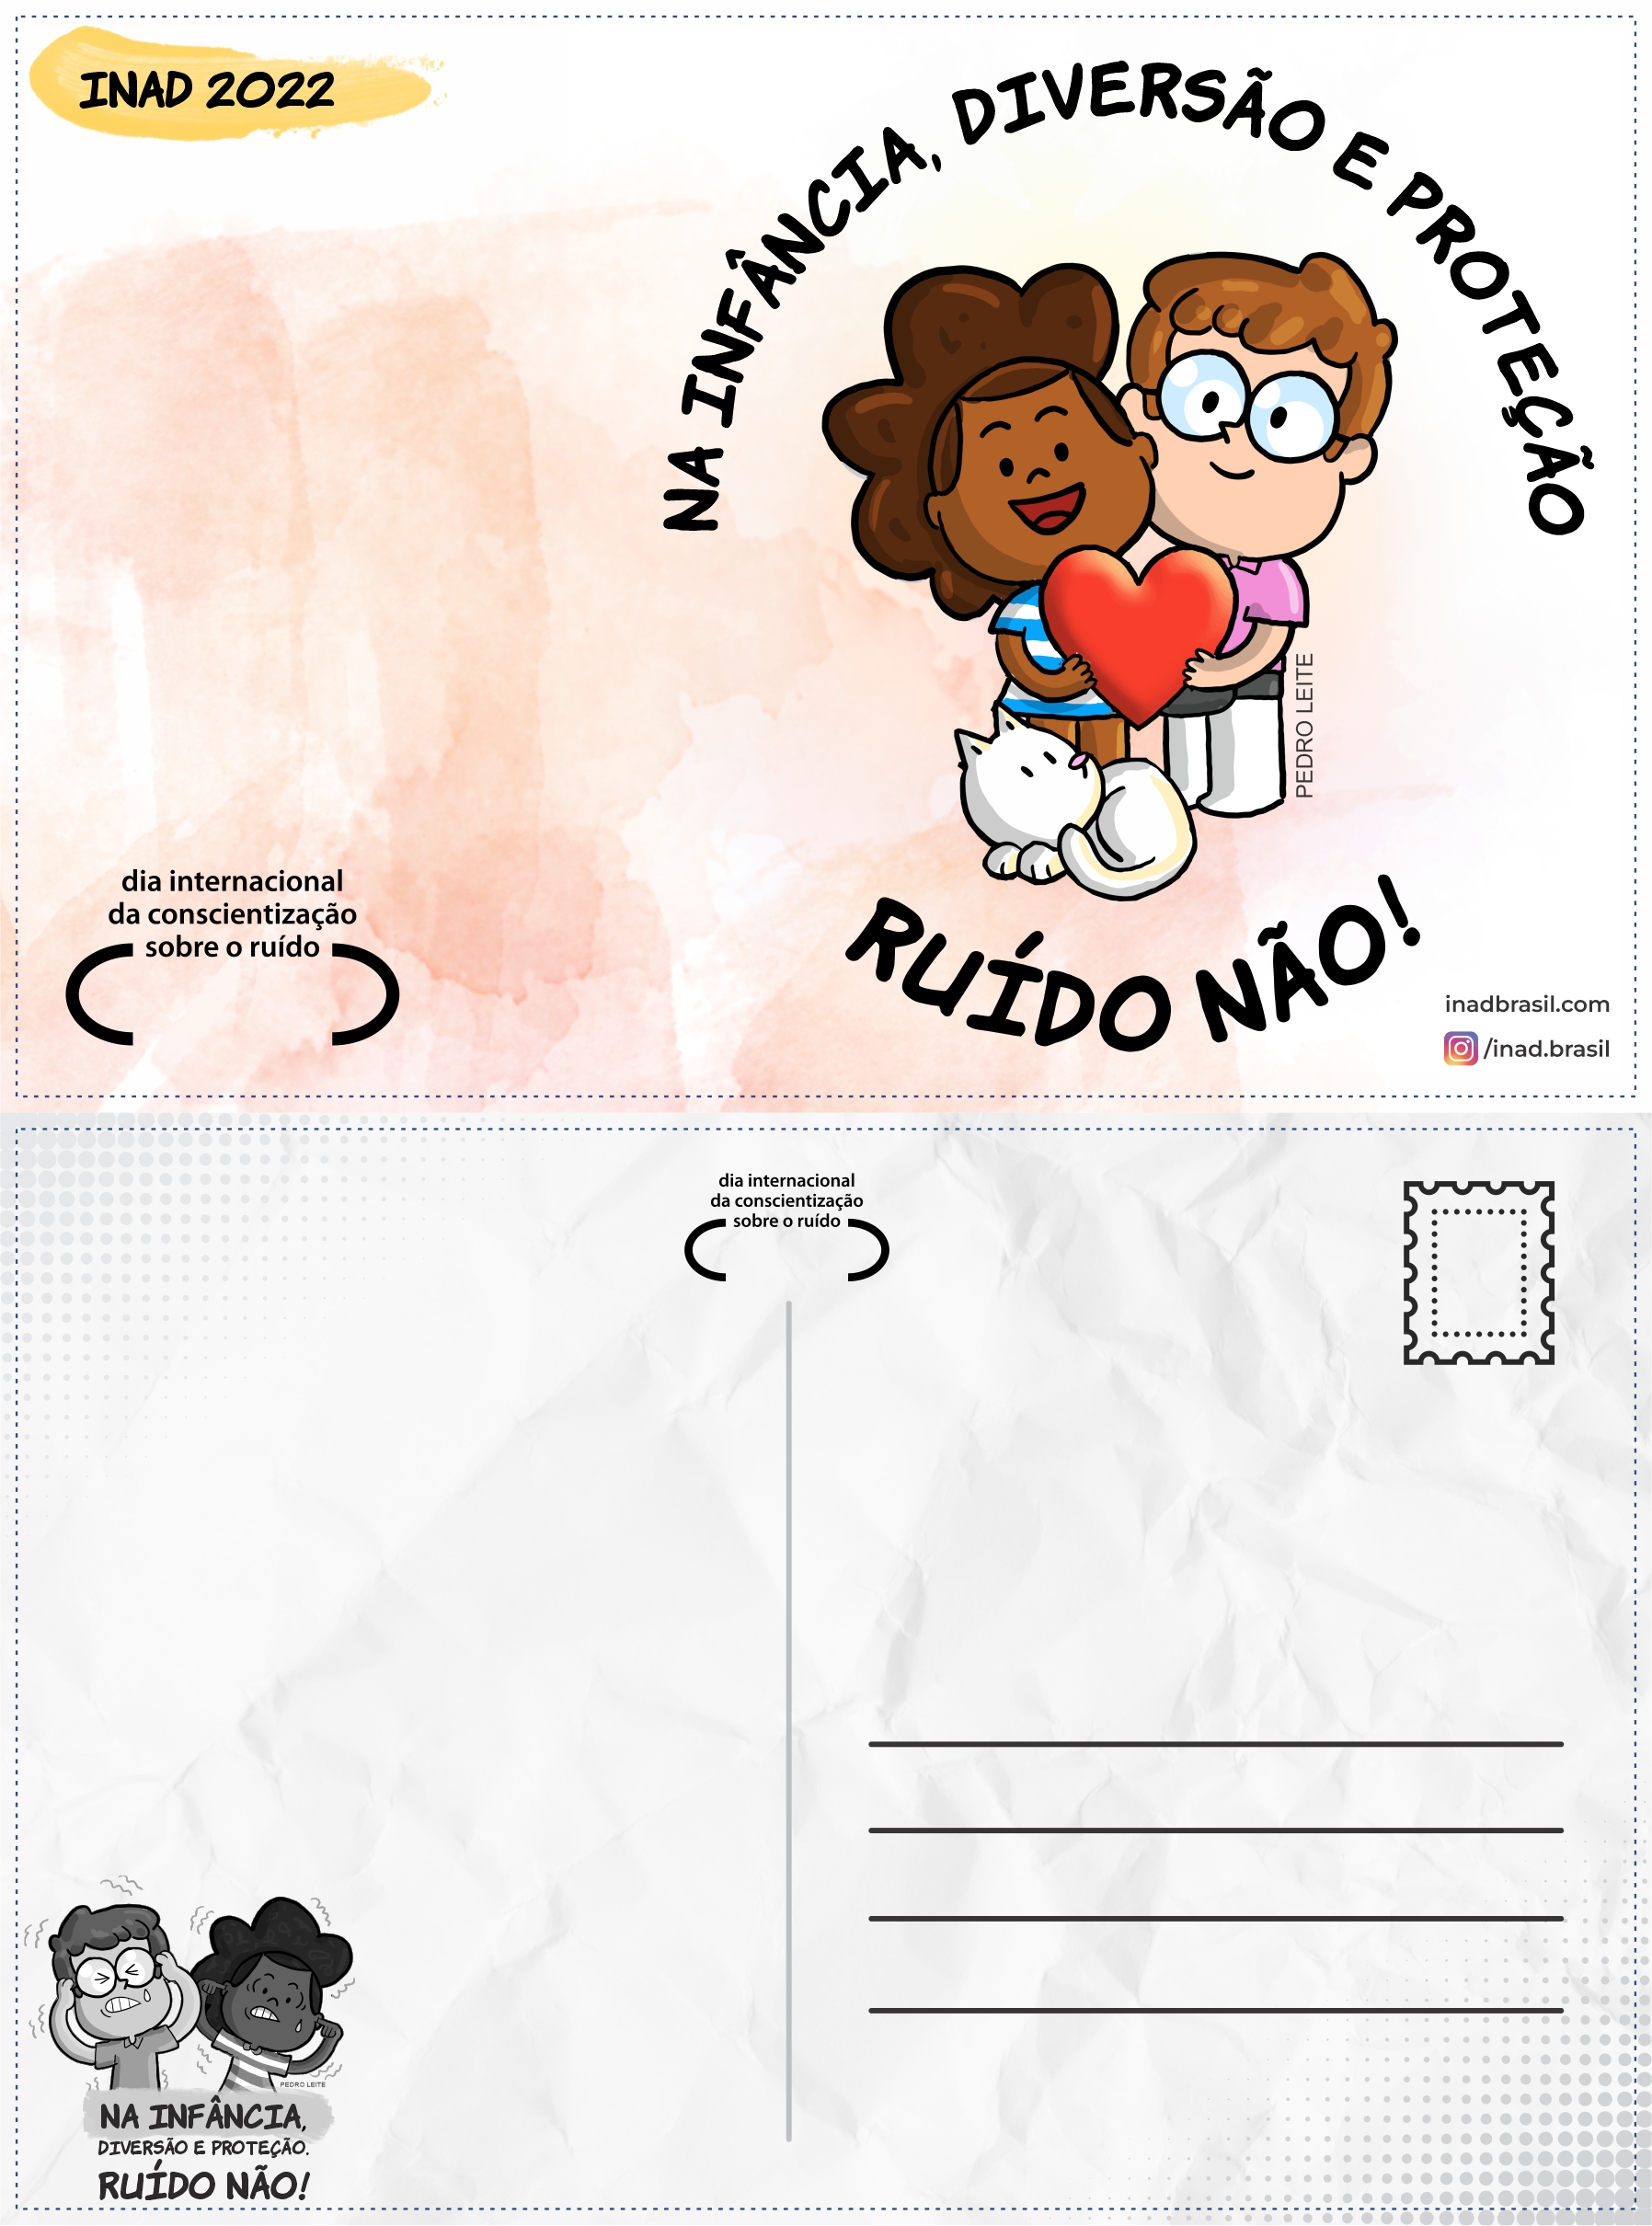 INAD 2022
NA INFÂNCIA, DIVERSÃO E PROTEÇÃO
PEDRO LEITE
RUÍDO NÃO!
dia internacional
da conscientização
sobre o ruído
inadbrasil.com
/inad.brasil
dia internacional
da conscientização
sobre o ruído
PEDRO LEITE
NA INFÂNCIA,
DIVERSÃO E PROTEÇÃO.
RUÍDO NÃO!